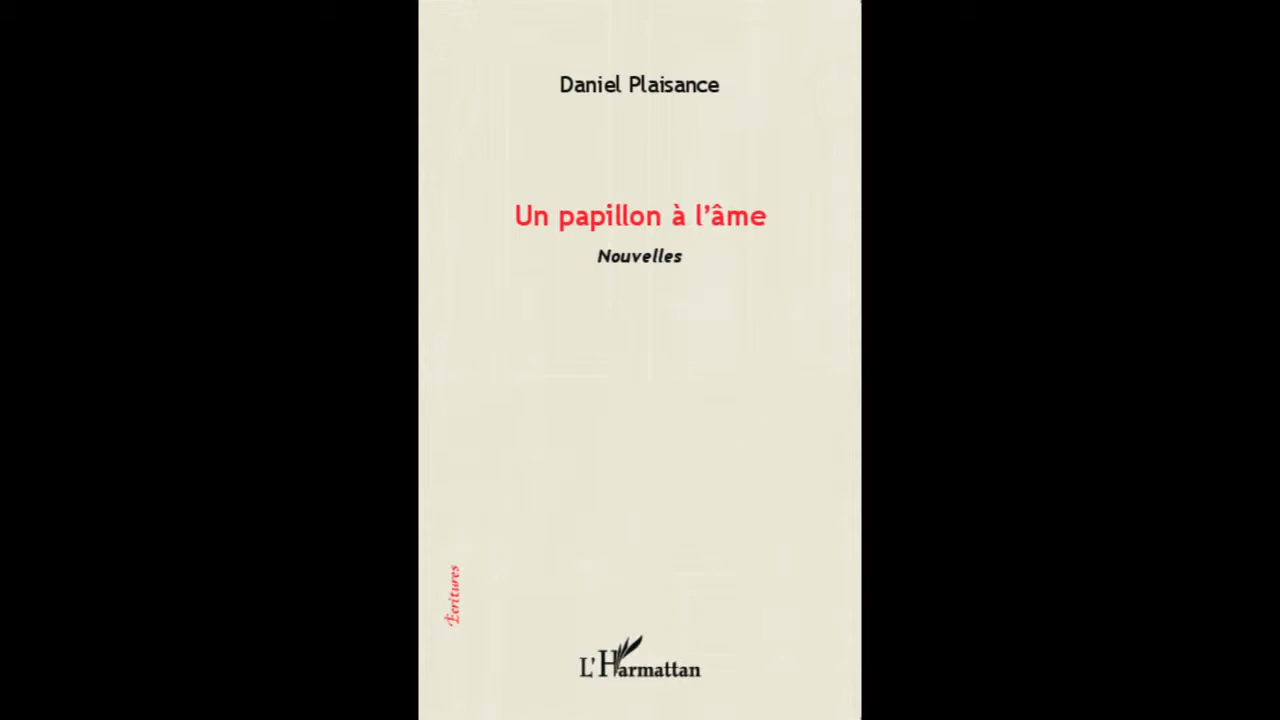 Daniel Plaisance
Un papillon à l’âme
Nouvelles
Écritures
L’Harmattan